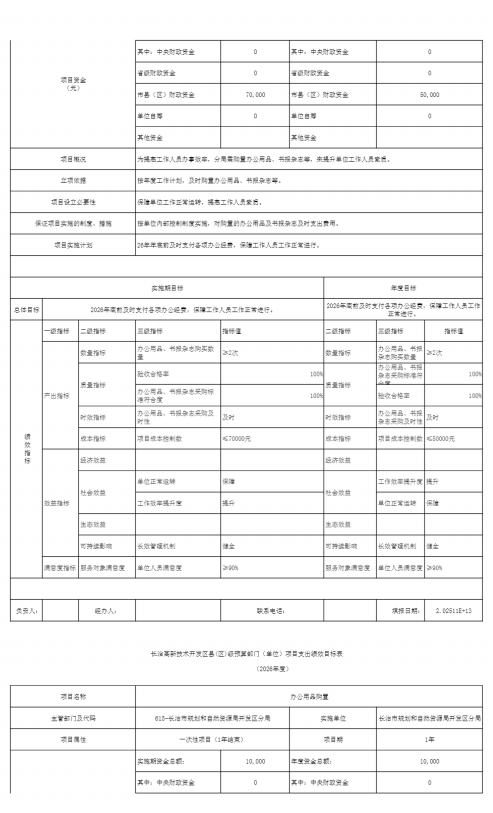 项目资金
（元）
其中：中央财政资金 0 其中：中央财政资金 0
省级财政资金 0 省级财政资金 0
市县（区）财政资金 70,000 市县（区）财政资金 50,000
单位自筹 0 单位自筹 0
其他资金 其他资金
项目概况 为提高工作人员办事效率，分局需购置办公用品、书报杂志等，来提升单位工作人员素质。
立项依据 按年度工作计划，及时购置办公用品、书报杂志等。
项目设立必要性 保障单位工作正常运转，提高工作人员素质。
保证项目实施的制度、措施 按单位内部控制制度实施，对购置的办公用品及书报杂志及时支出费用。
项目实施计划 26年年底前及时支付各项办公经费，保障工作人员工作正常进行。
实施期目标 年度目标
总体目标 2026年底前及时支付各项办公经费，保障工作人员工作正常进行。 2026年底前及时支付各项办公经费，保障工作人员工作
正常进行。
绩效指标
一级指标 二级指标 三级指标 指标值 二级指标 三级指标 指标值
产出指标
数量指标 办公用品、书报杂志购买数
量 ≥2次 数量指标 办公用品、书报
杂志购买数量 ≥2次
质量指标 验收合格率 100% 质量指标 办公用品、书报
杂志采购标准符
合度 100%
办公用品、书报杂志采购标
准符合度 100% 验收合格率 100%
时效指标 办公用品、书报杂志采购及
时性 及时 时效指标 办公用品、书报
杂志采购及时性 及时
成本指标 项目成本控制数 ≤70000元 成本指标 项目成本控制数 ≤50000元
效益指标
经济效益 经济效益
社会效益 单位正常运转 保障 社会效益 工作效率提升度 提升
工作效率提升度 提升 单位正常运转 保障
生态效益 生态效益
可持续影响 长效管理机制 健全 可持续影响 长效管理机制 健全
满意度指标 服务对象满意度 单位人员满意度 ≥90% 服务对象满意度 单位人员满意度 ≥90%
负责人： 经办人： 联系电话： 填报日期： 2.02511E+13
长治高新技术开发区县(区)级预算部门（单位）项目支出绩效目标表
（2026年度）
项目名称 办公用品购置
主管部门及代码 615-长治市规划和自然资源局开发区分局 实施单位 长治市规划和自然资源局开发区分局
项目属性 一次性项目（1年结束） 项目期 1年
实施期资金总额： 10,000 年度资金总额： 10,000
其中：中央财政资金 0 其中：中央财政资金 0